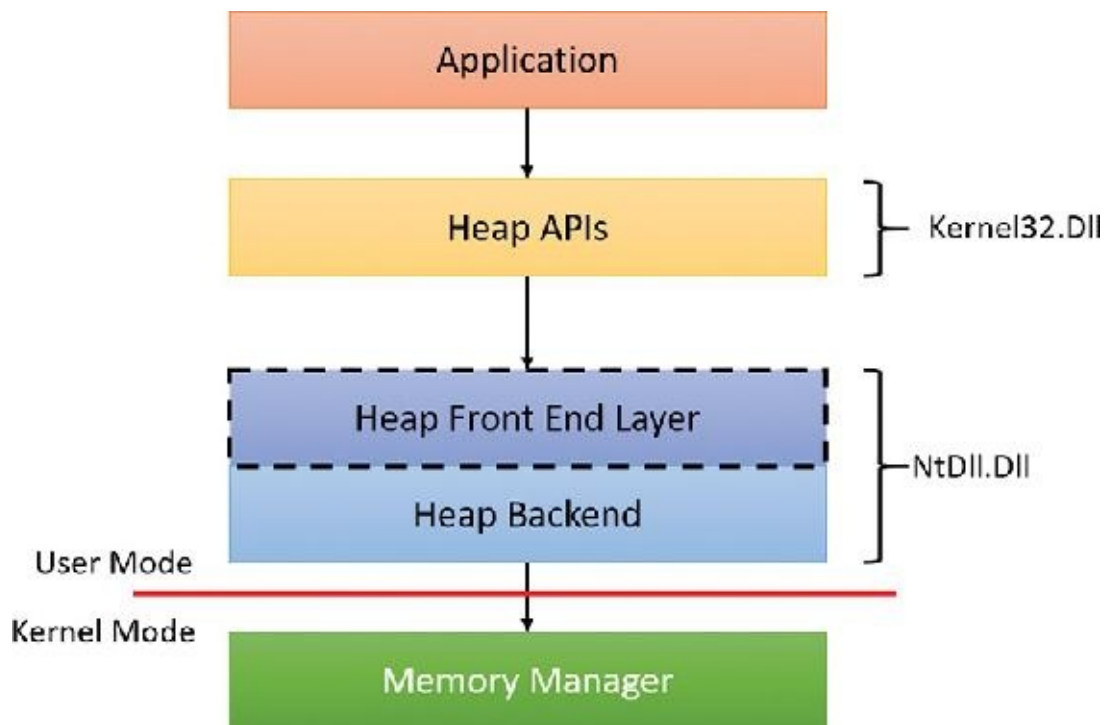 Application
Heap APIs
Kernel32.Dll
Heap Front End Layer
NtDll.Dll
Heap Backend
User Mode
Kernel Mode
Memory Manager